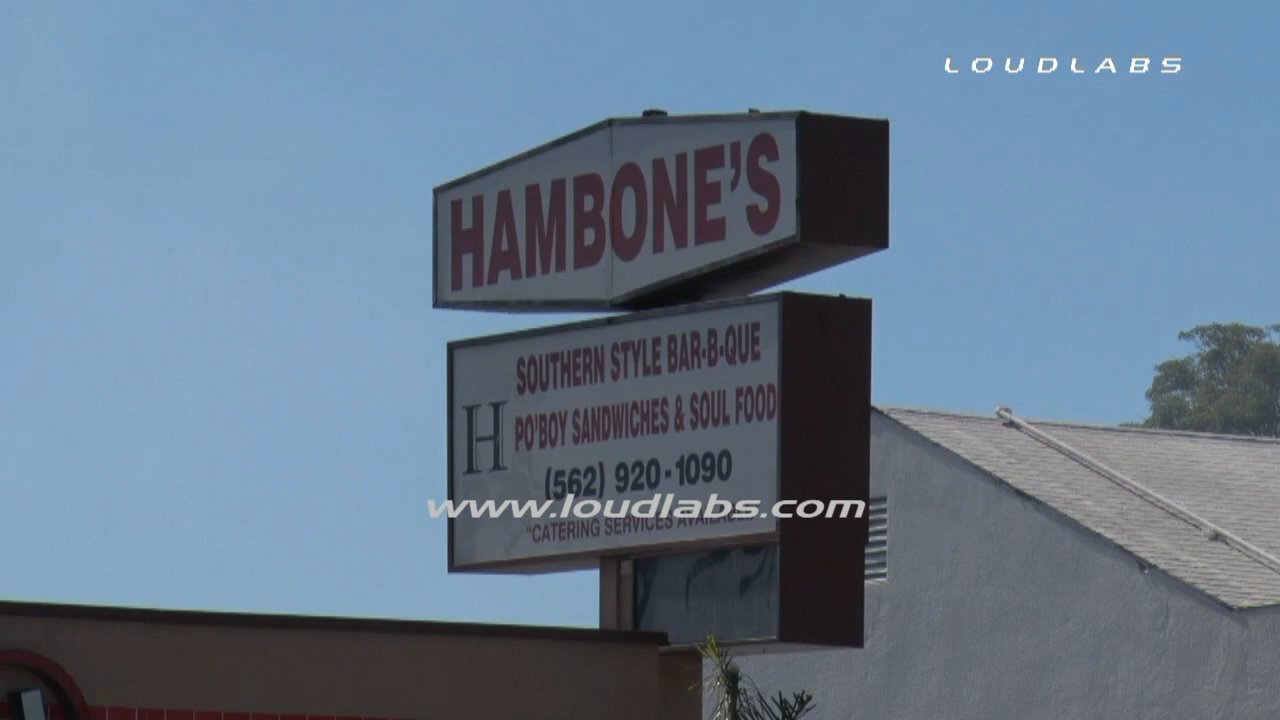 LOUDLABS
HAMBONE'S
SOUTHERN STYLE BAR-B-QUE
H
PO'BOY SANDWICHES & SOUL FOOD
(562) 920-1090
www.loudlabs.com
"CATERING SERVICES AVAILABLE"